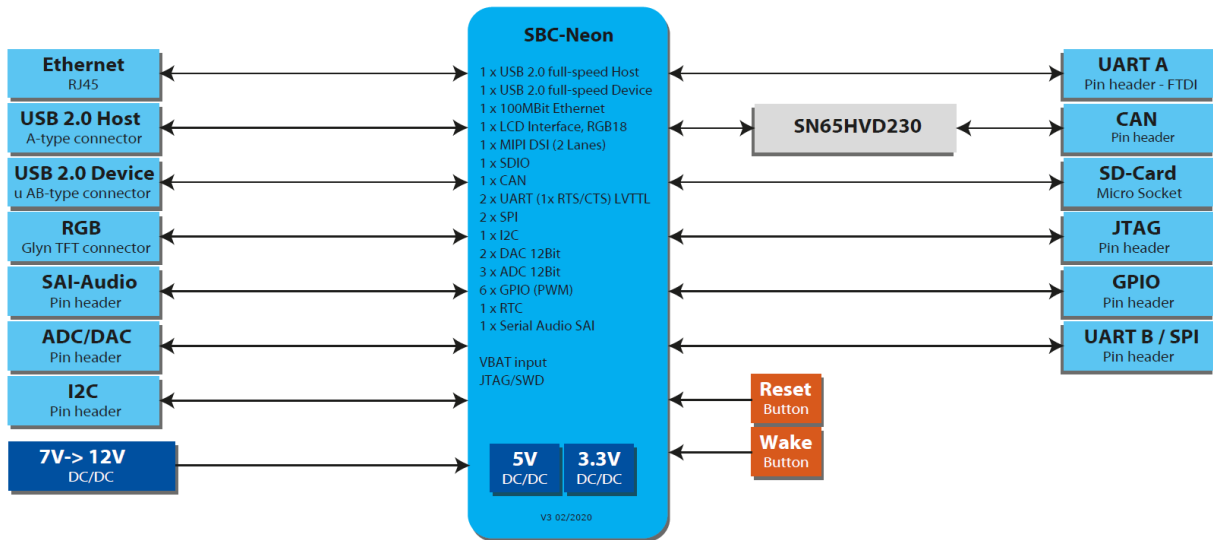 Ethernet
RJ45
USB 2.0 Host
A-type connector
USB 2.0 Device
u AB-type connector
RGB
Glyn TFT connector
SAI-Audio
Pin header
ADC/DAC
Pin header
I2C
Pin header
7V-> 12V
DC/DC
SBC-Neon
1 x USB 2.0 full-speed Host
1 x USB 2.0 full-speed Device
1 x 100MBit Ethernet
1 x LCD Interface, RGB18
1 x MIPI DSI (2 Lanes)
1 x SDIO
1 x CAN
2 x UART (1x RTS/CTS) LVTTL
2 x SPI
1 x I2C
2 x DAC 12Bit
3 x ADC 12Bit
6 x GPIO (PWM)
1 x RTC
1 x Serial Audio SAI
VBAT input
JTAG/SWD
5V
DC/DC
3.3V
DC/DC
V3 02/2020
SN65HVD230
Reset
Button
Wake
Button
UART A
Pin header - FTDI
CAN
Pin header
SD-Card
Micro Socket
JTAG
Pin header
GPIO
Pin header
UART B / SPI
Pin header